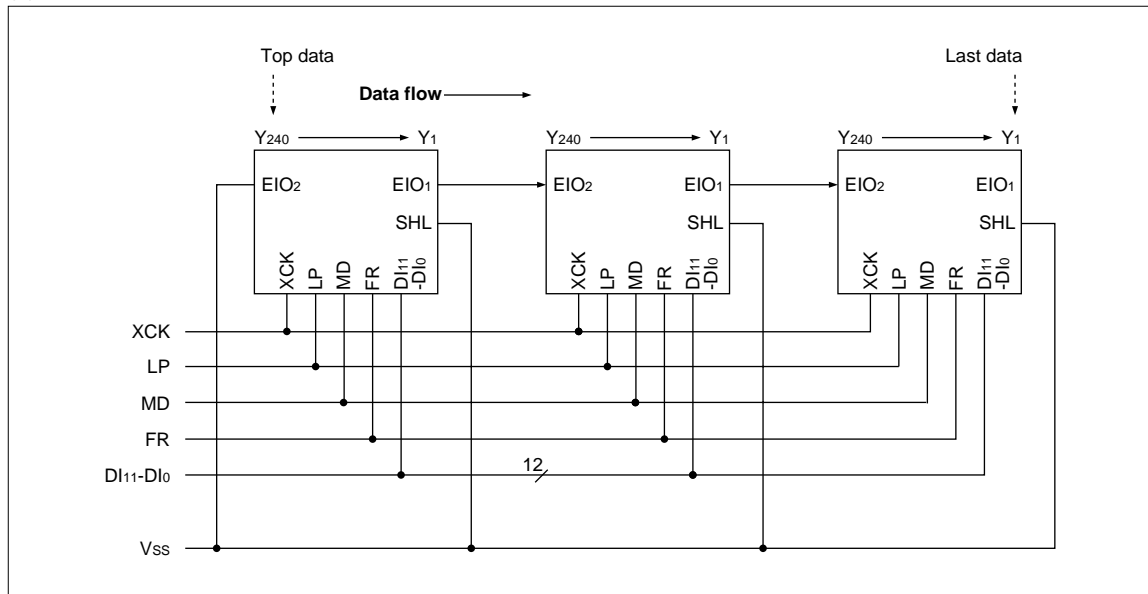 Top data
Last data
Data flow
Y240 Y1 Y240 Y1 Y240 Y1
EIO2 EIO1 EIO2 EIO1 EIO2 EIO1
SHL SHL SHL
XCK LP MD FR DI11 -DI0 XCK LP MD FR DI11 -DI0 XCK LP MD FR DI11 -DI0
XCK
LP
MD
FR
DI11-DI0
12
VSS